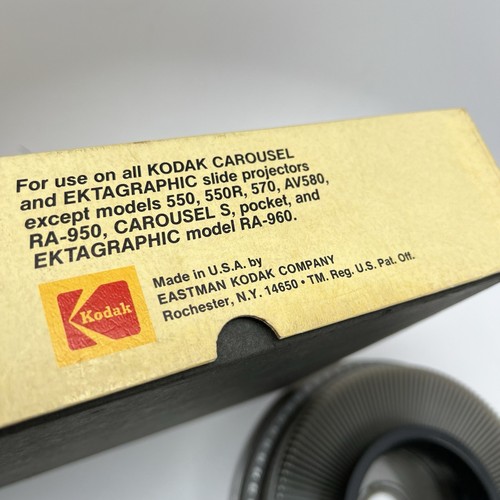 For use on all KODAK CAROUSEL
and EKTAGRAPHIC slide projectors
except models 550, 550R, 570, AV580,
RA-950, CAROUSEL S, pocket, and
EKTAGRAPHIC model RA-960.
Kodak
Made in U.S.A. by
EASTMAN KODAK COMPANY
Rochester, N.Y. 14650 • TM. Reg. U.S. Pat. Off.